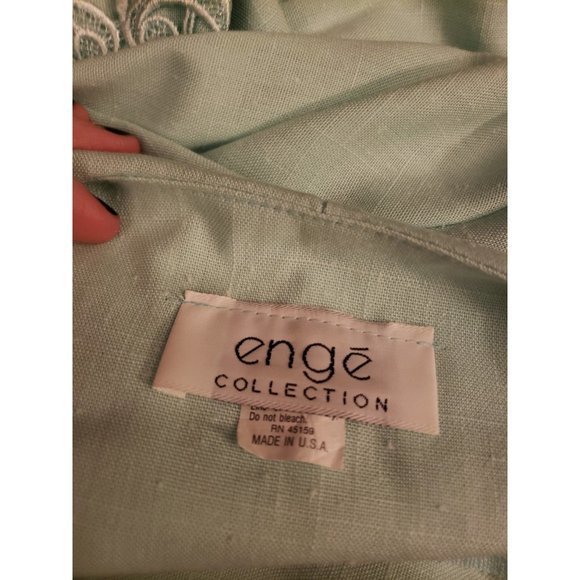 engē
COLLECTION
Do not bleach.
RN 45159
MADE IN U.S.A.